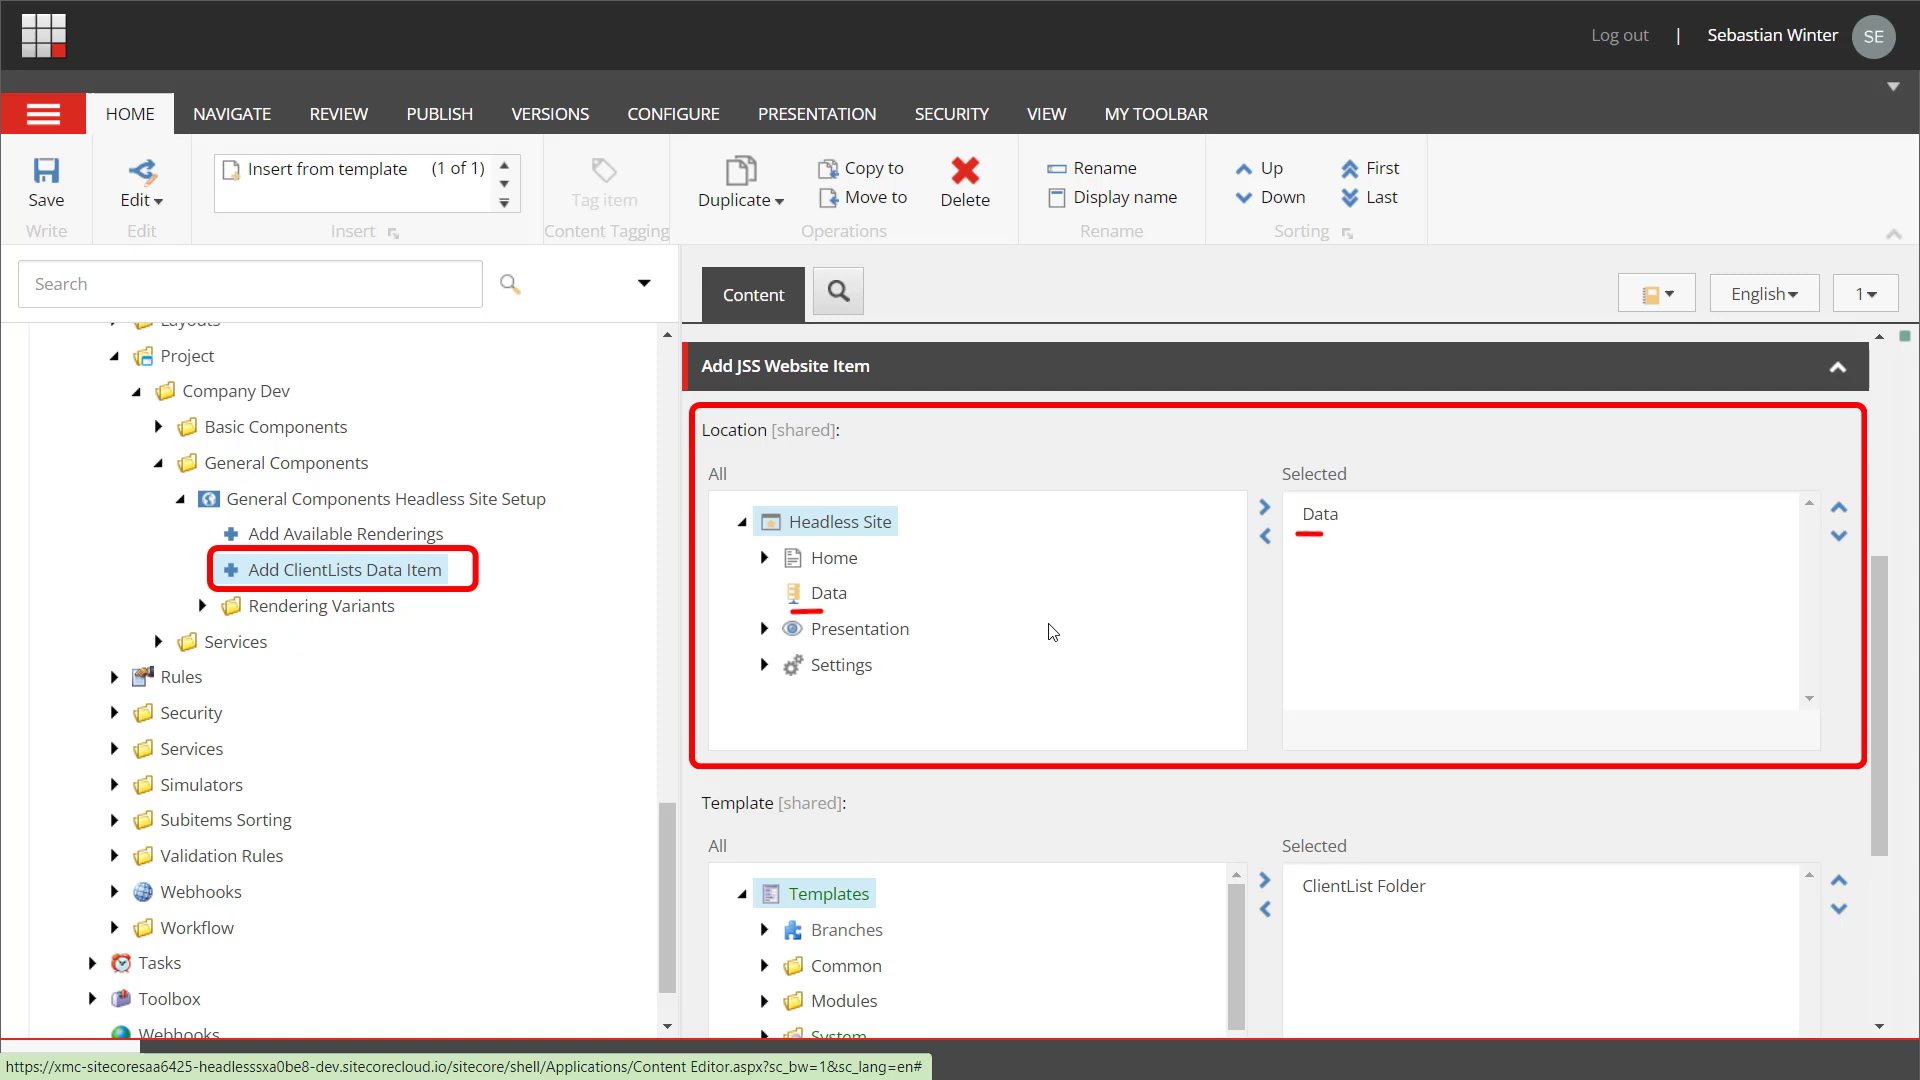 Log out | Sebastian Winter SE
HOME NAVIGATE REVIEW PUBLISH VERSIONS CONFIGURE PRESENTATION SECURITY VIEW MY TOOLBAR
Save
Write
Edit
Edit
Insert from template (1 of 1)
Insert
Tag item
Content Tagging
Duplicate
Copy to
Move to
Delete
Operations
Rename
Display name
Rename
Up
Down
First
Last
Sorting
Search
Layouts
Project
Company Dev
Basic Components
General Components
General Components Headless Site Setup
Add Available Renderings
Add ClientLists Data Item
Rendering Variants
Services
Rules
Security
Services
Simulators
Subitems Sorting
Validation Rules
Webhooks
Workflow
Tasks
Toolbox
Webhooks
Content
English
1
Add JSS Website Item
Location [shared]:
All
Headless Site
Home
Data
Presentation
Settings
Selected
Data
Template [shared]:
All
Templates
Branches
Common
Modules
System
Selected
ClientList Folder
https://xmc-sitecoresaa6425-headlesssxa0be8-dev.sitecorecloud.io/sitecore/shell/Applications/Content Editor.aspx?sc_bw=1&sc_lang=en#